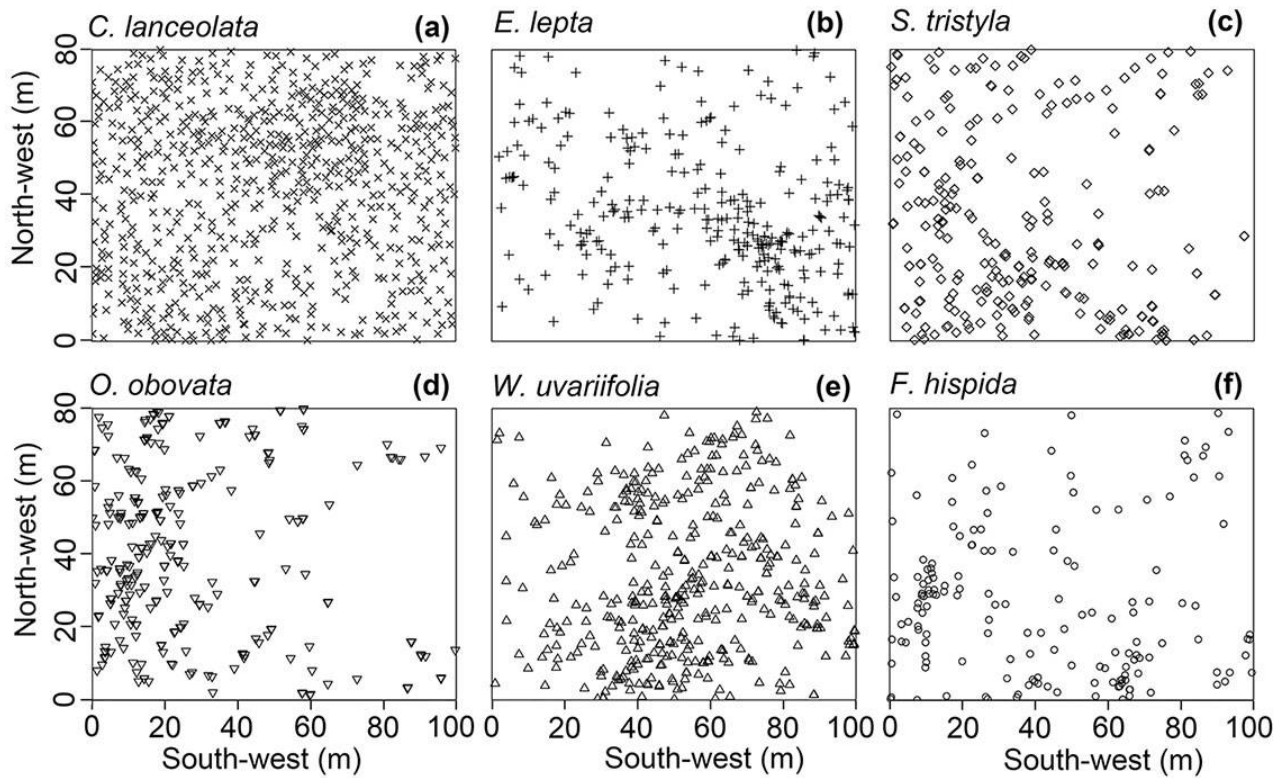 C. lanceolata (a)
E. lepta (b)
S. tristyla (c)
North-west (m)
80
60
40
20
0
O. obovata (d)
W. uvariifolia (e)
F. hispida (f)
North-west (m)
80
60
40
20
0
0 20 40 60 80 100
20 40 60 80 100
0 20 40 60 80 100
South-west (m)
South-west (m)
South-west (m)